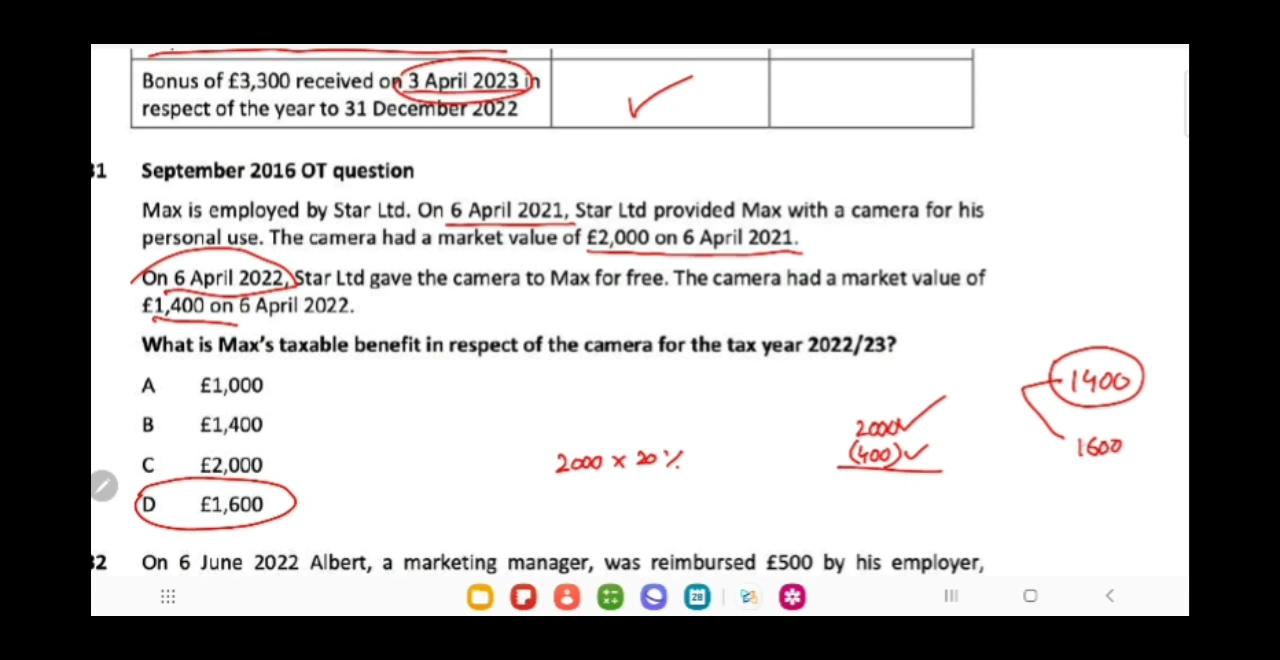 Bonus of £3,300 received on 3 April 2023 in
respect of the year to 31 December 2022
31 September 2016 OT question
Max is employed by Star Ltd. On 6 April 2021, Star Ltd provided Max with a camera for his
personal use. The camera had a market value of £2,000 on 6 April 2021.
On 6 April 2022, Star Ltd gave the camera to Max for free. The camera had a market value of
£1,400 on 6 April 2022.
What is Max's taxable benefit in respect of the camera for the tax year 2022/23?
A £1,000
1400
B £1,400
2000
1600
C £2,000
2000 x 20%
(400)
D £1,600
32 On 6 June 2022 Albert, a marketing manager, was reimbursed £500 by his employer,
28